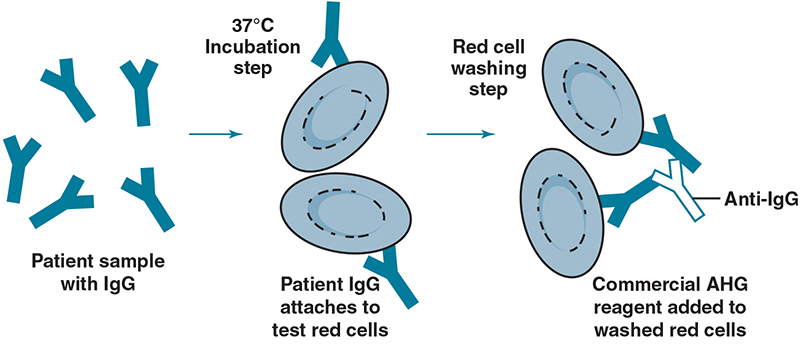 37°C
Incubation
step
Red cell
washing
step
Anti-IgG
Patient sample
with IgG
Patient IgG
attaches to
test red cells
Commercial AHG
reagent added to
washed red cells